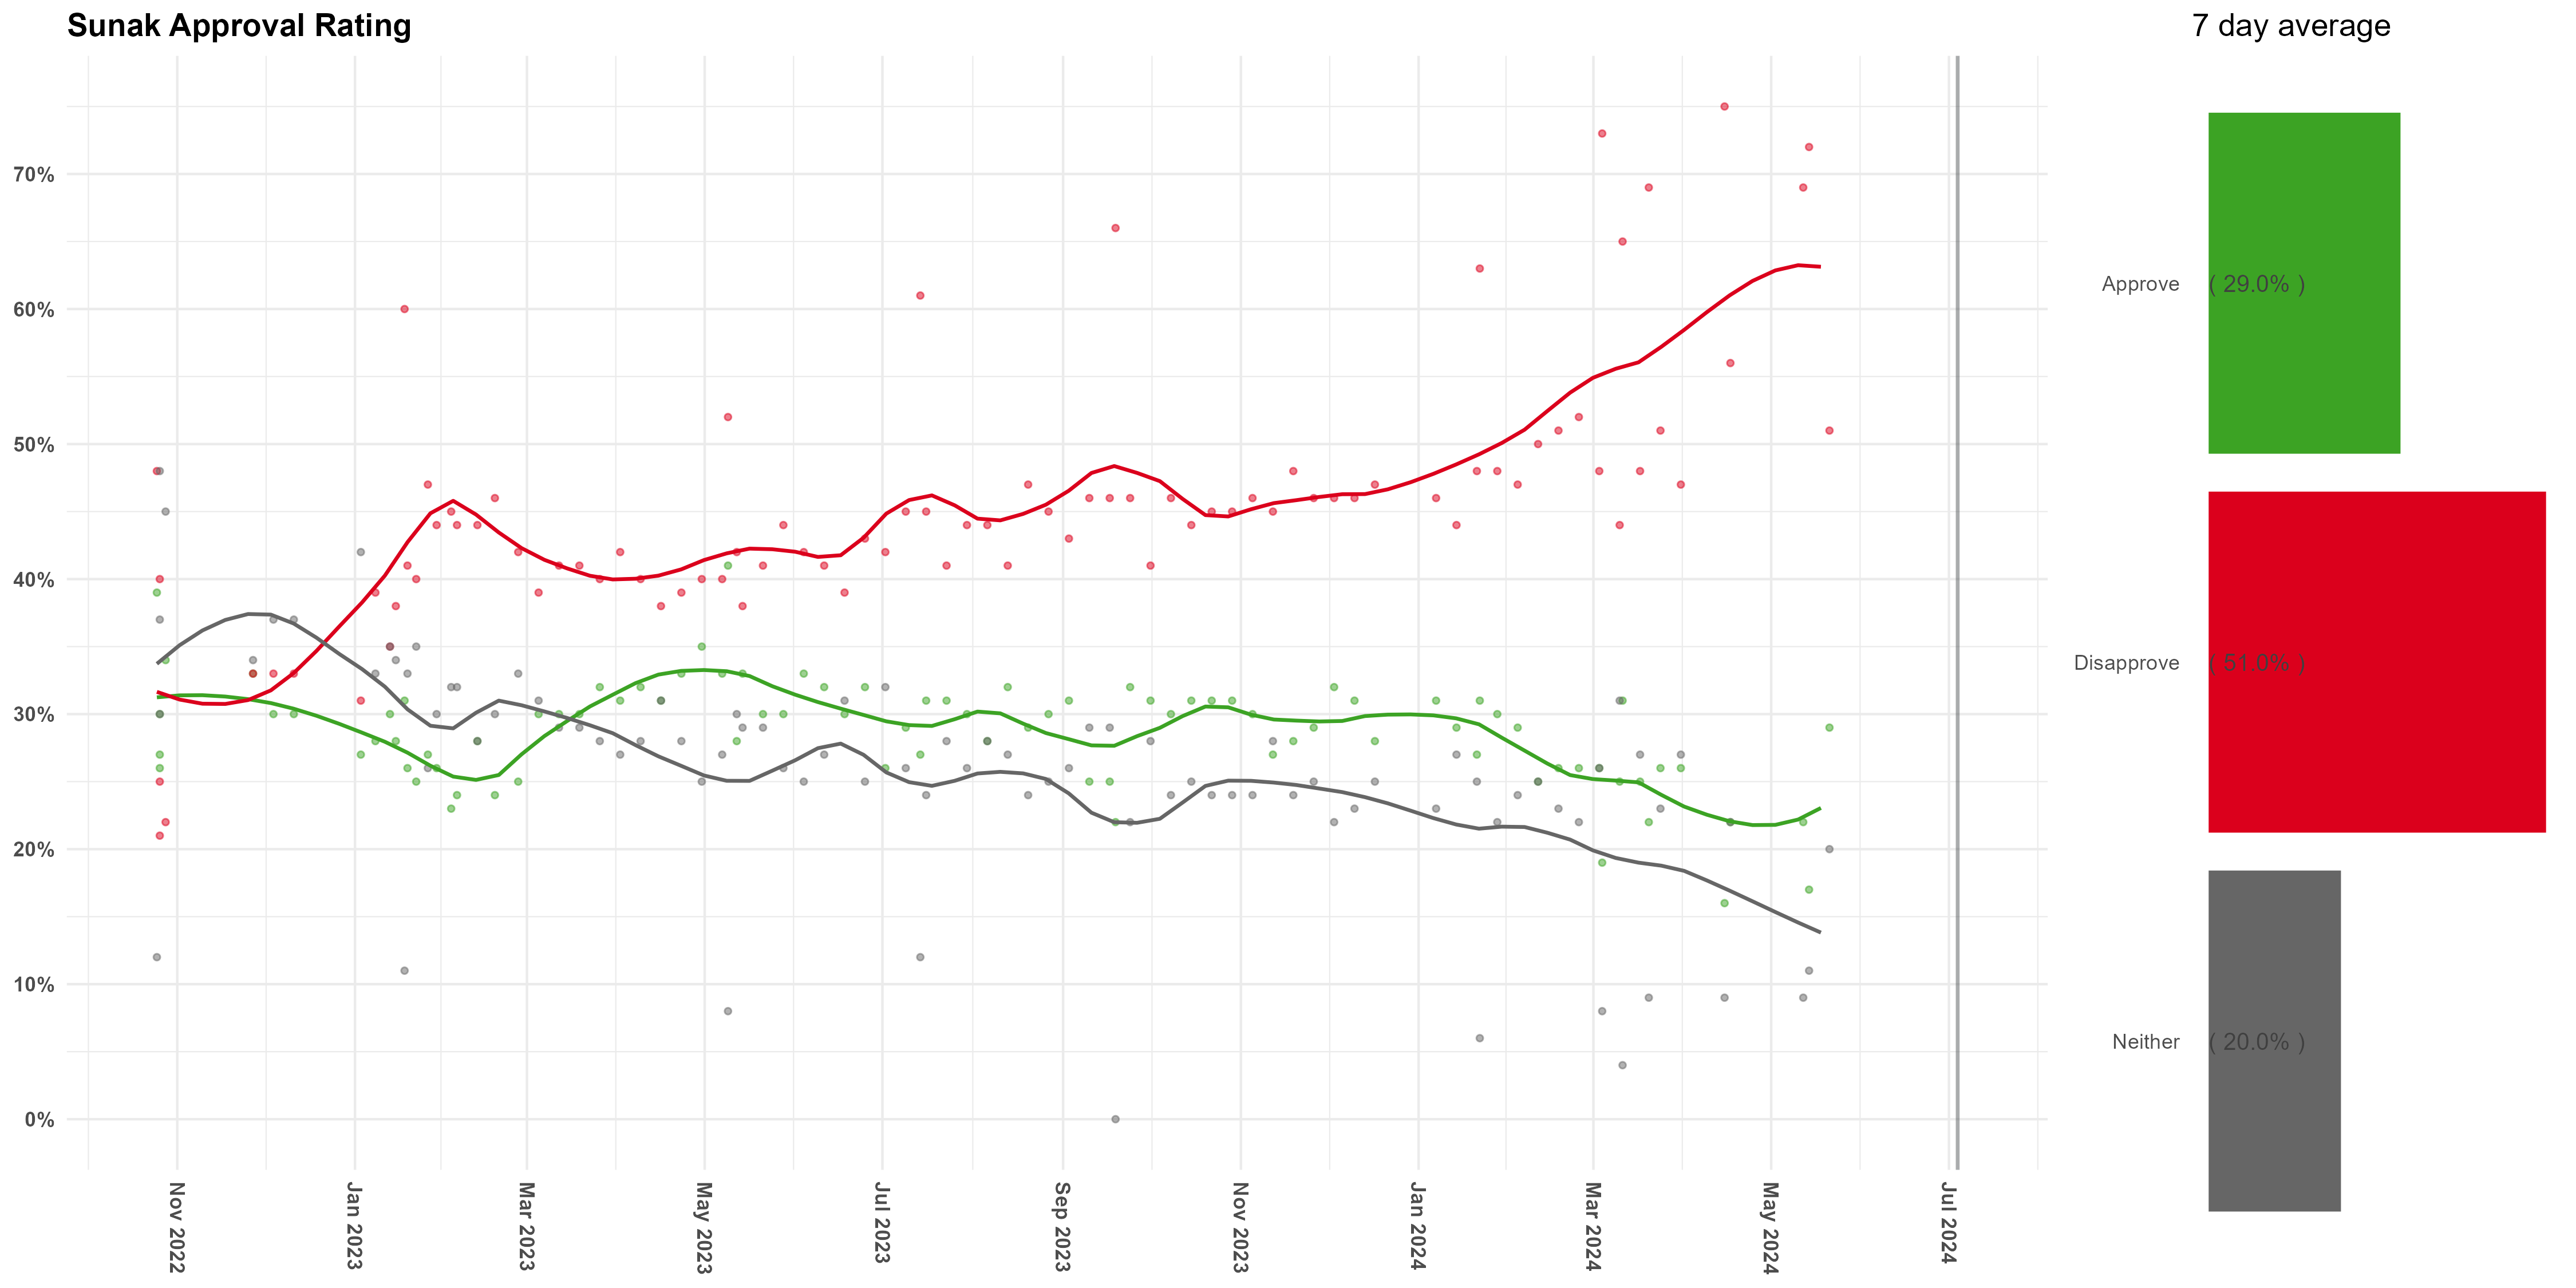 Sunak Approval Rating
7 day average
70%
60%
50%
40%
30%
20%
10%
0%
Nov 2022
Jan 2023
Mar 2023
May 2023
Jul 2023
Sep 2023
Nov 2023
Jan 2024
Mar 2024
May 2024
Jul 2024
Approve
( 29.0% )
Disapprove
( 51.0% )
Neither
( 20.0% )